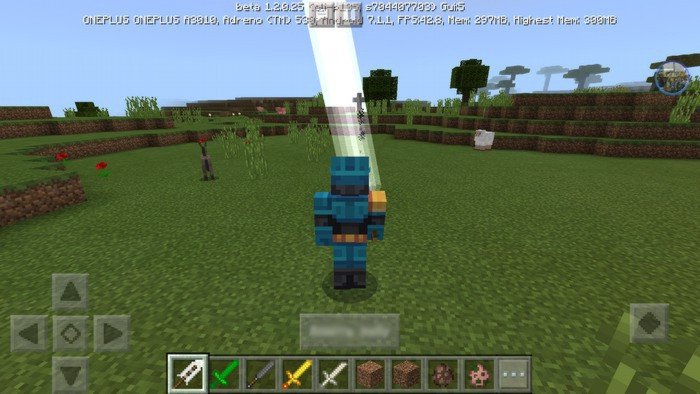 beta 1.2.0.25
ONEPLUS ONEPLUS A3010, Adreno (TM) 530, Android 7.1.1, FPS:42.8, Mem: 297MB, Highest Mem: 300MB